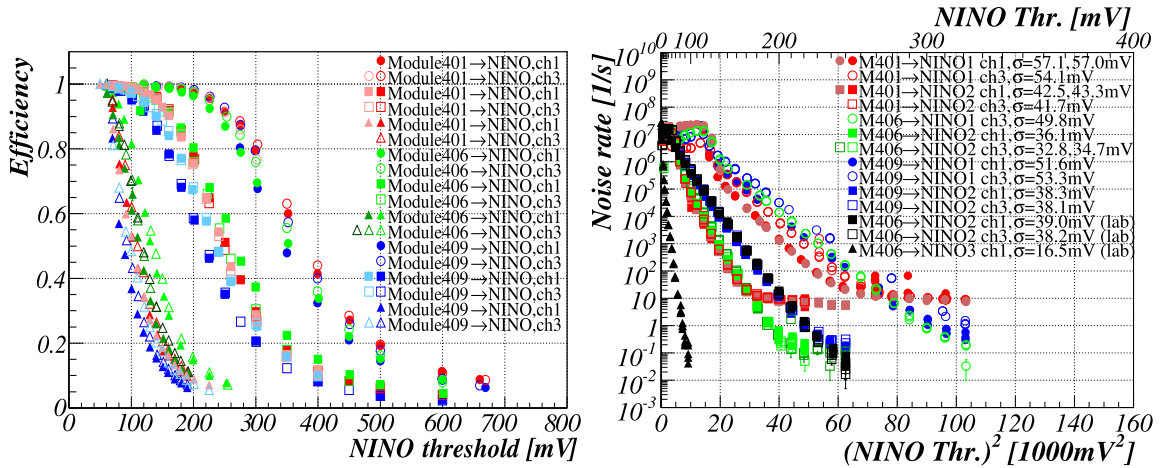 Efficiency
1
0.8
0.6
0.4
0.2
0
0 100 200 300 400 500 600 700 800
NINO threshold [mV]
Module401→NINO,ch1
Module401→NINO,ch3
Module401→NINO,ch1
Module401→NINO,ch3
Module401→NINO,ch1
Module401→NINO,ch3
Module406→NINO,ch1
Module406→NINO,ch3
Module406→NINO,ch1
Module406→NINO,ch3
Module406→NINO,ch1
Module406→NINO,ch3
Module409→NINO,ch1
Module409→NINO,ch3
Module409→NINO,ch1
Module409→NINO,ch3
Module409→NINO,ch1
Module409→NINO,ch3
NINO Thr. [mV]
0 100 200 300 400
Noise rate [1/s]
10^10
10^9
10^8
10^7
10^6
10^5
10^4
10^3
10^2
10
1
10^-1
10^-2
10^-3
0 20 40 60 80 100 120 140 160
(NINO Thr.)^2 [1000mV^2]
M401→NINO1 ch1,σ=57.1,57.0mV
M401→NINO1 ch3,σ=54.1mV
M401→NINO2 ch1,σ=42.5,43.3mV
M401→NINO2 ch3,σ=41.7mV
M406→NINO1 ch3,σ=49.8mV
M406→NINO2 ch1,σ=36.1mV
M406→NINO2 ch3,σ=32.8,34.7mV
M409→NINO1 ch1,σ=51.6mV
M409→NINO1 ch3,σ=53.3mV
M409→NINO2 ch1,σ=38.3mV
M409→NINO2 ch3,σ=38.1mV
M406→NINO2 ch1,σ=39.0mV (lab)
M406→NINO2 ch3,σ=38.2mV (lab)
M406→NINO3 ch1,σ=16.5mV (lab)